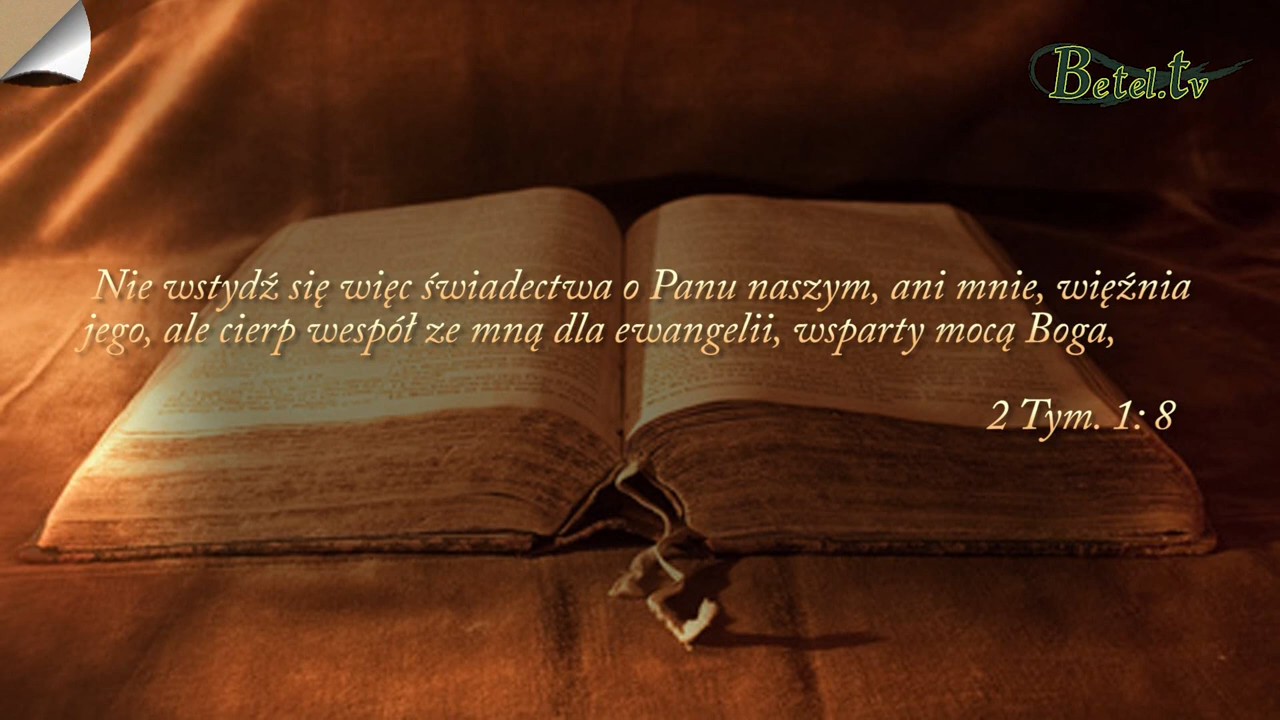 Betel.tv
Nie wstydź się więc świadectwa o Panu naszym, ani mnie, więźnia
jego, ale cierp wespół ze mną dla ewangelii, wsparty mocą Boga,
2 Tym. 1: 8